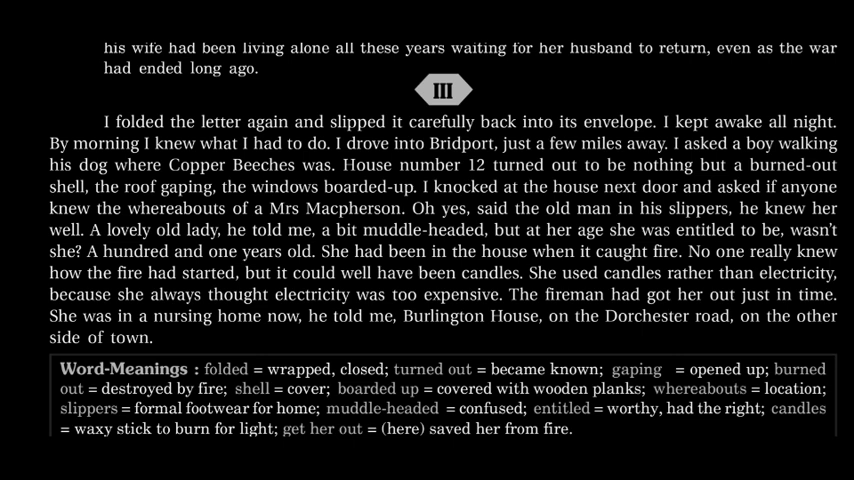 his wife had been living alone all these years waiting for her husband to return, even as the war
had ended long ago.
III
I folded the letter again and slipped it carefully back into its envelope. I kept awake all night.
By morning I knew what I had to do. I drove into Bridport, just a few miles away. I asked a boy walking
his dog where Copper Beeches was. House number 12 turned out to be nothing but a burned-out
shell, the roof gaping, the windows boarded-up. I knocked at the house next door and asked if anyone
knew the whereabouts of a Mrs Macpherson. Oh yes, said the old man in his slippers, he knew her
well. A lovely old lady, he told me, a bit muddle-headed, but at her age she was entitled to be, wasn't
she? A hundred and one years old. She had been in the house when it caught fire. No one really knew
how the fire had started, but it could well have been candles. She used candles rather than electricity,
because she always thought electricity was too expensive. The fireman had got her out just in time.
She was in a nursing home now, he told me, Burlington House, on the Dorchester road, on the other
side of town.
Word-Meanings : folded = wrapped, closed; turned out = became known; gaping = opened up; burned
out = destroyed by fire; shell = cover; boarded up = covered with wooden planks; whereabouts = location;
slippers = formal footwear for home; muddle-headed = confused; entitled = worthy, had the right; candles
= waxy stick to burn for light; get her out = (here) saved her from fire.